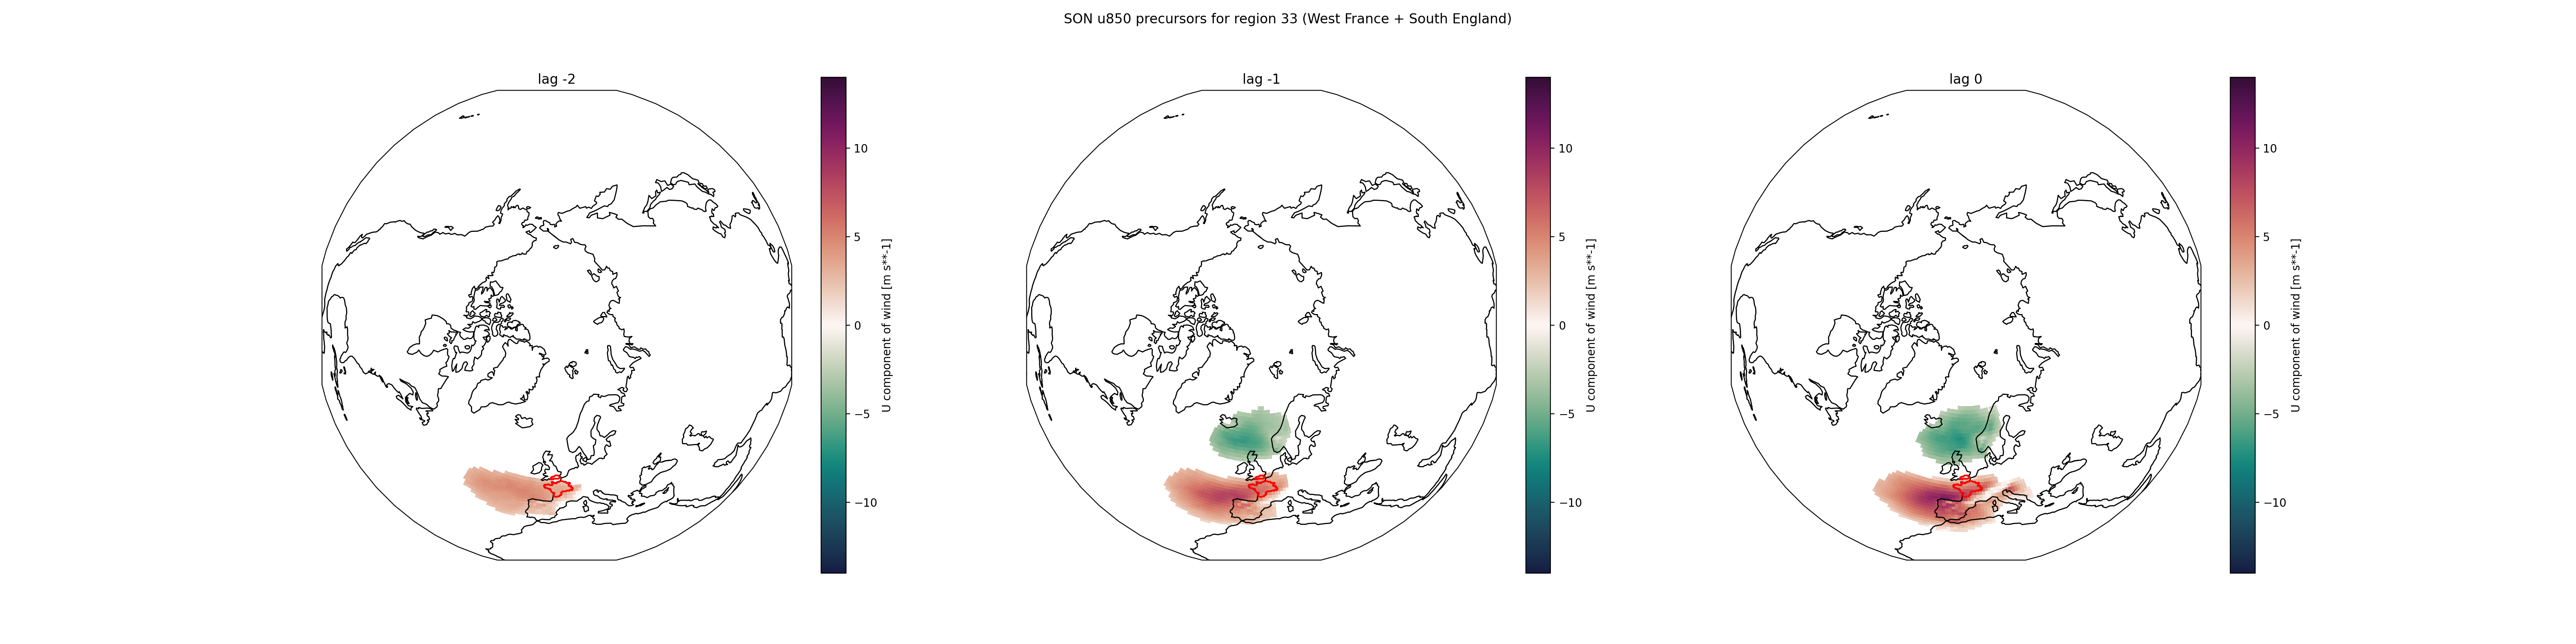 SON u850 precursors for region 33 (West France + South England)
lag -2
10
5
0
−5
−10
U component of wind [m s**-1]
lag -1
10
5
0
−5
−10
U component of wind [m s**-1]
lag 0
10
5
0
−5
−10
U component of wind [m s**-1]